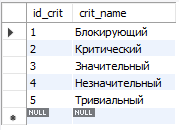 id_crit crit_name
1 Блокирующий
2 Критический
3 Значительный
4 Незначительный
5 Тривиальный
NULL NULL